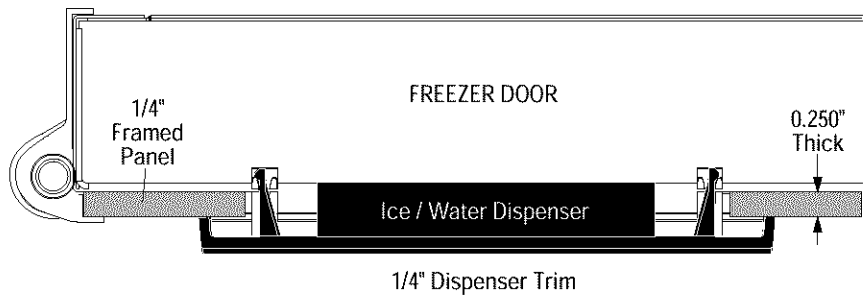 FREEZER DOOR
1/4"
Framed
Panel
0.250"
Thick
Ice / Water Dispenser
1/4" Dispenser Trim